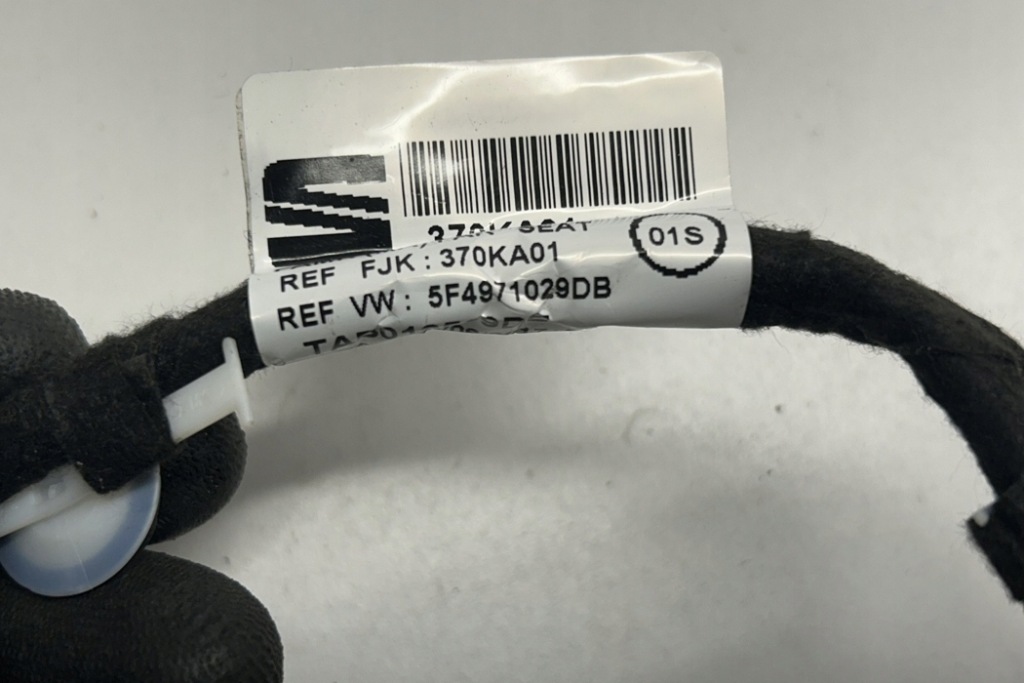 SEAT
01S
REF FJK : 370KA01
REF VW : 5F4971029DB